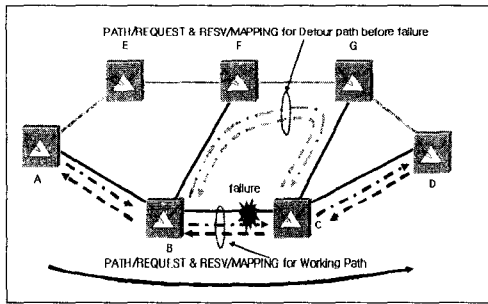 PATH/REQUEST & RESV/MAPPING for Detour path before failure
E F G
A
failure
D
B C
PATH/REQUEST & RESV/MAPPING for Working Path